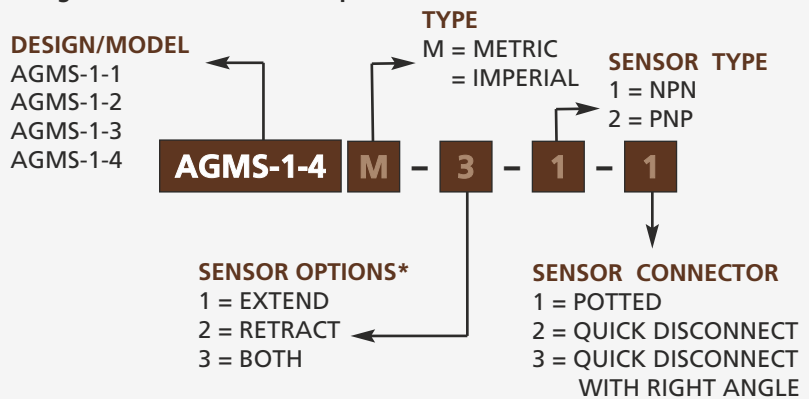 DESIGN/MODEL
AGMS-1-1
AGMS-1-2
AGMS-1-3
AGMS-1-4
TYPE
M = METRIC
= IMPERIAL
SENSOR TYPE
1 = NPN
2 = PNP
AGMS-1-4 M - 3 - 1 - 1
SENSOR OPTIONS*
1 = EXTEND
2 = RETRACT
3 = BOTH
SENSOR CONNECTOR
1 = POTTED
2 = QUICK DISCONNECT
3 = QUICK DISCONNECT
WITH RIGHT ANGLE